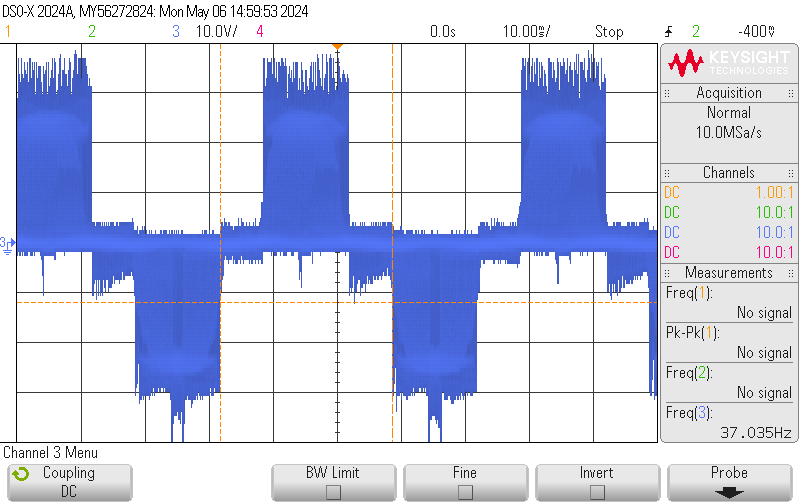 DSO-X 2024A, MY56272824: Mon May 06 14:59:53 2024
1 2 3 10.0V/ 4 0.0s 10.00ms/ Stop 2 -400mV
KEYSIGHT
TECHNOLOGIES
Acquisition
Normal
10.0MSa/s
Channels
DC 1.00:1
DC 10.0:1
DC 10.0:1
DC 10.0:1
Measurements
Freq(1):
No signal
Pk-Pk(1):
No signal
Freq(2):
No signal
Freq(3):
37.035Hz
3
Channel 3 Menu
Coupling
DC
BW Limit
Fine
Invert
Probe